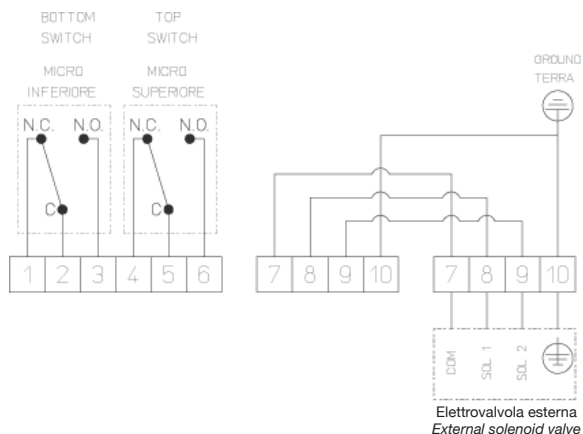 BOTTOM
SWITCH
TOP
SWITCH
MICRO
INFERIORE
MICRO
SUPERIORE
GROUND
TERRA
N.C. N.O. N.C. N.O.
C C
1 2 3 4 5 6 7 8 9 10 7 8 9 10
COM
SOL 1
SOL 2
Elettrovalvola esterna
External solenoid valve